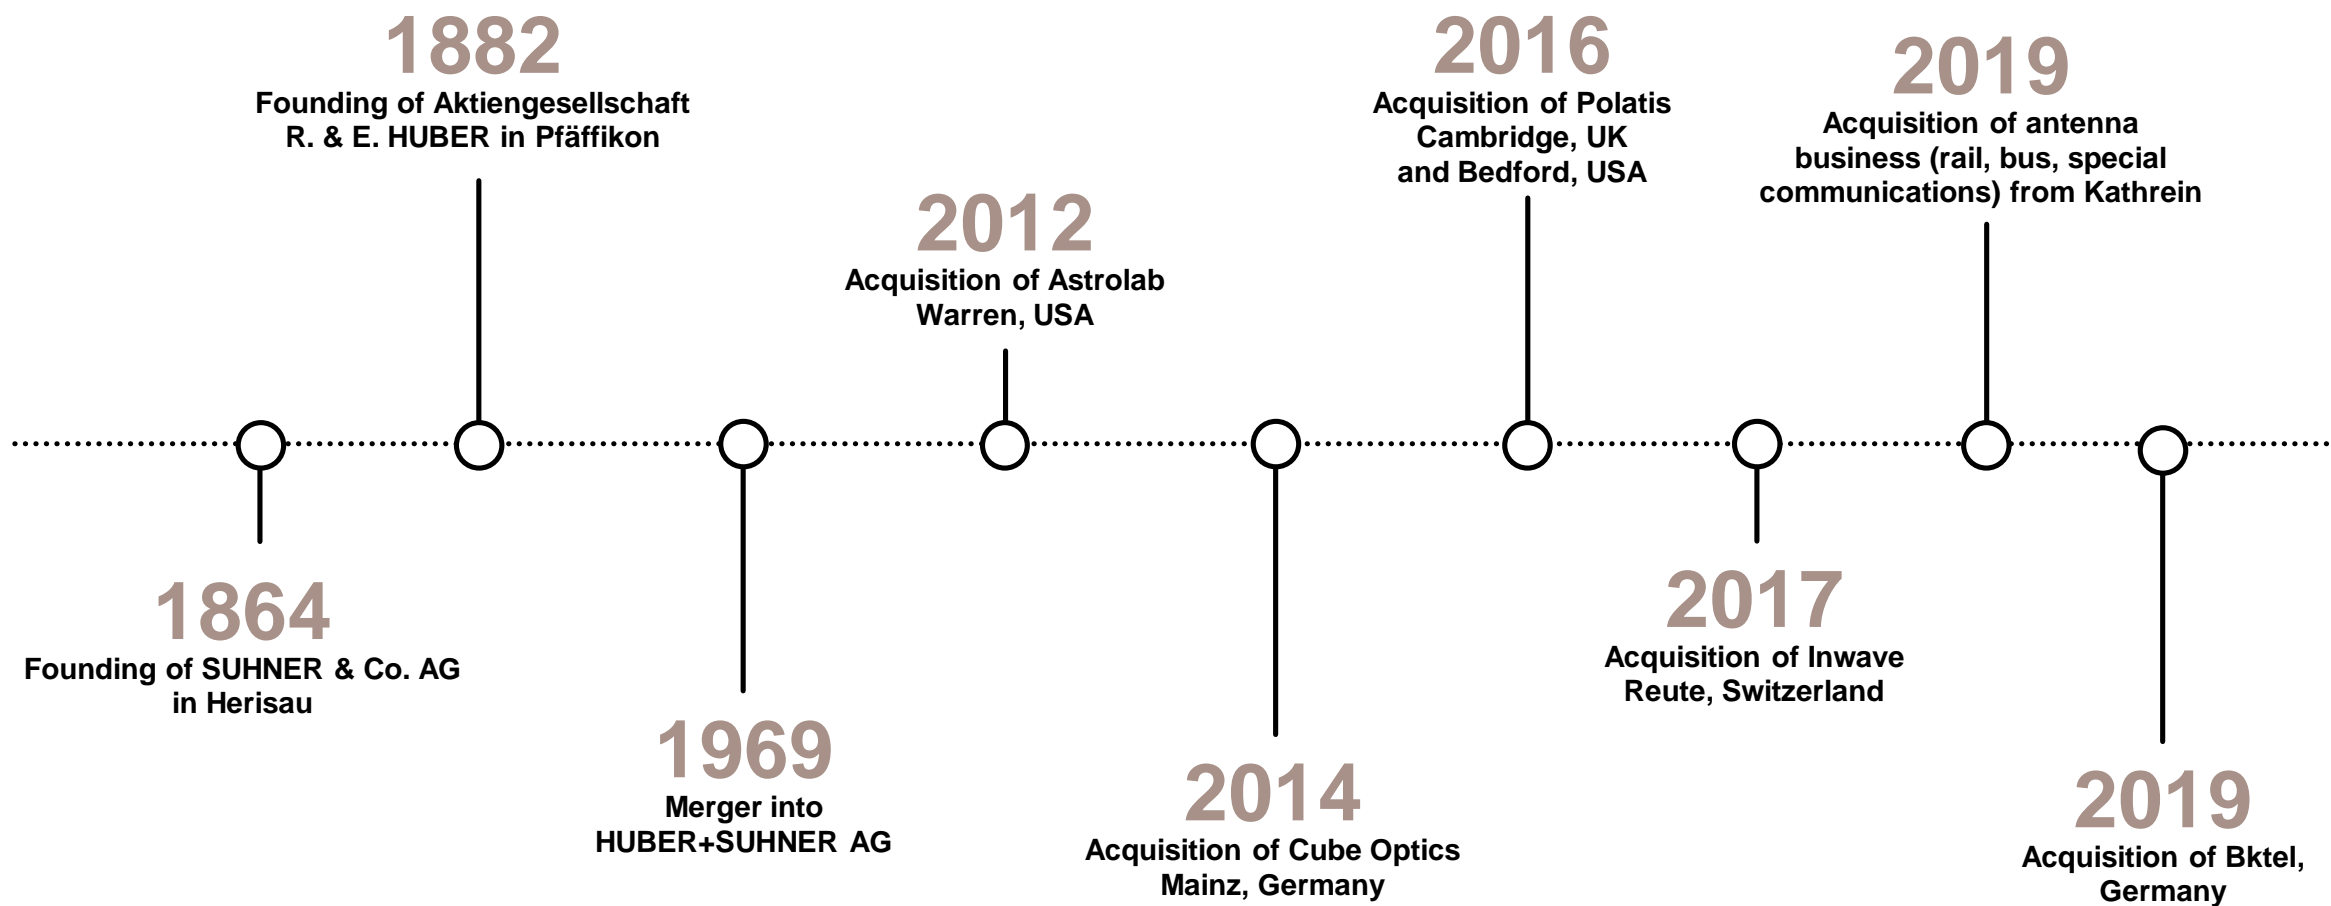 1882
Founding of Aktiengesellschaft
R. & E. HUBER in Pfäffikon
2016
Acquisition of Polatis
Cambridge, UK
and Bedford, USA
2019
Acquisition of antenna
business (rail, bus, special
communications) from Kathrein
2012
Acquisition of Astrolab
Warren, USA
1864
Founding of SUHNER & Co. AG
in Herisau
1969
Merger into
HUBER+SUHNER AG
2014
Acquisition of Cube Optics
Mainz, Germany
2017
Acquisition of Inwave
Reute, Switzerland
2019
Acquisition of Bktel,
Germany